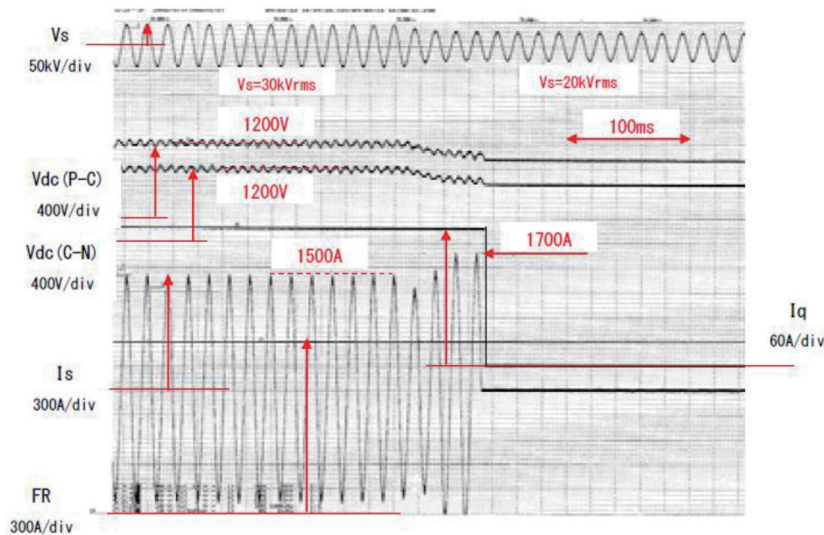 Vs
50kV/div
Vs=30kVrms
Vs=20kVrms
1200V
100ms
Vdc(P-C)
400V/div
1200V
Vdc(C-N)
400V/div
1500A
1700A
Iq
60A/div
Is
300A/div
FR
300A/div